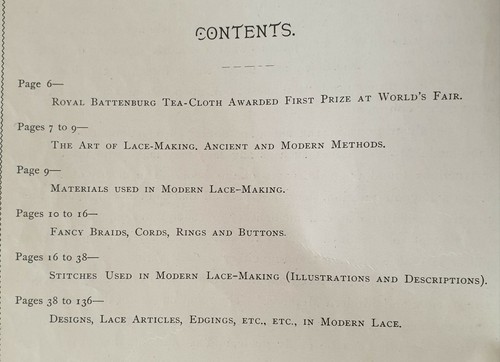 CONTENTS.
Page 6—
ROYAL BATTENBURG TEA-CLOTH AWARDED FIRST PRIZE AT WORLD'S FAIR.
Pages 7 to 9—
THE ART OF LACE-MAKING. ANCIENT AND MODERN METHODS.
Page 9—
MATERIALS USED IN MODERN LACE-MAKING.
Pages 10 to 16—
FANCY BRAIDS, CORDS, RINGS AND BUTTONS.
Pages 16 to 38—
STITCHES USED IN MODERN LACE-MAKING (ILLUSTRATIONS AND DESCRIPTIONS).
Pages 38 to 136—
DESIGNS, LACE ARTICLES, EDGINGS, ETC., ETC., IN MODERN LACE.